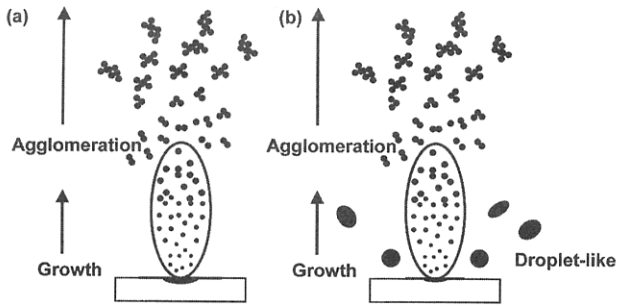 (a)
Agglomeration
Growth
(b)
Agglomeration
Growth
Droplet-like